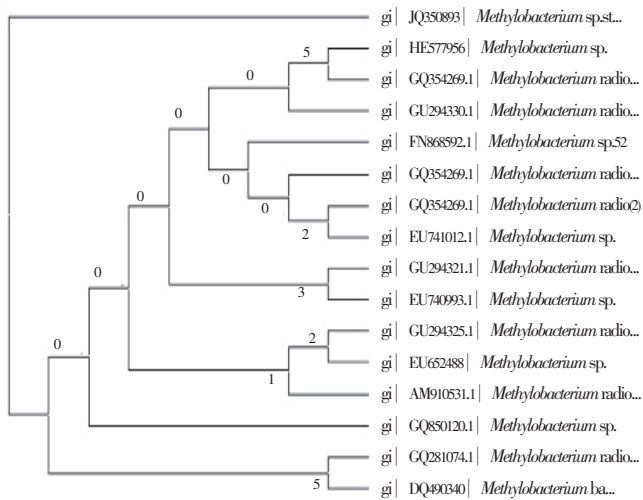 gi| JQ350893| Methylobacterium sp.st...
5 gi| HE577956| Methylobacterium sp.
0 gi| GQ354269.1| Methylobacterium radio...
0 gi| GU294330.1| Methylobacterium radio...
gi| FN868592.1| Methylobacterium sp.52
0 gi| GQ354269.1| Methylobacterium radio...
0 0 gi| GQ354269.1| Methylobacterium radio(2)
2 gi| EU741012.1| Methylobacterium sp.
0 gi| GU294321.1| Methylobacterium radio...
3 gi| EU740993.1| Methylobacterium sp.
0 2 gi| GU294325.1| Methylobacterium radio...
gi| EU652488| Methylobacterium sp.
1 gi| AM910531.1| Methylobacterium radio...
gi| GQ850120.1| Methylobacterium sp.
gi| GQ281074.1| Methylobacterium radio...
5 gi| DQ490340| Methylobacterium ba...